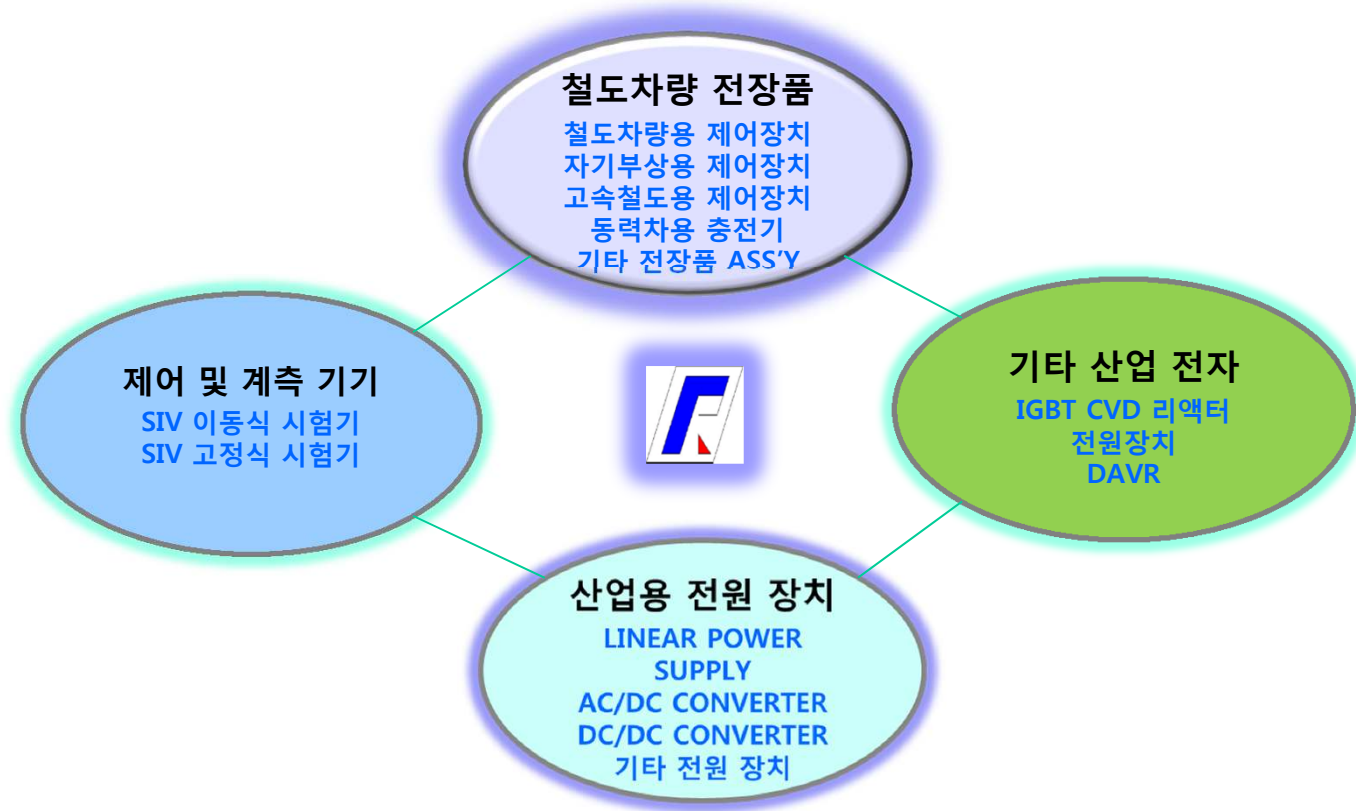 철도차량 전장품
철도차량용 제어장치
자기부상용 제어장치
고속철도용 제어장치
동력차용 충전기
기타 전장품 ASS’Y
제어 및 계측 기기
SIV 이동식 시험기
SIV 고정식 시험기
기타 산업 전자
IGBT CVD 리액터
전원장치
DAVR
산업용 전원 장치
LINEAR POWER
SUPPLY
AC/DC CONVERTER
DC/DC CONVERTER
기타 전원 장치